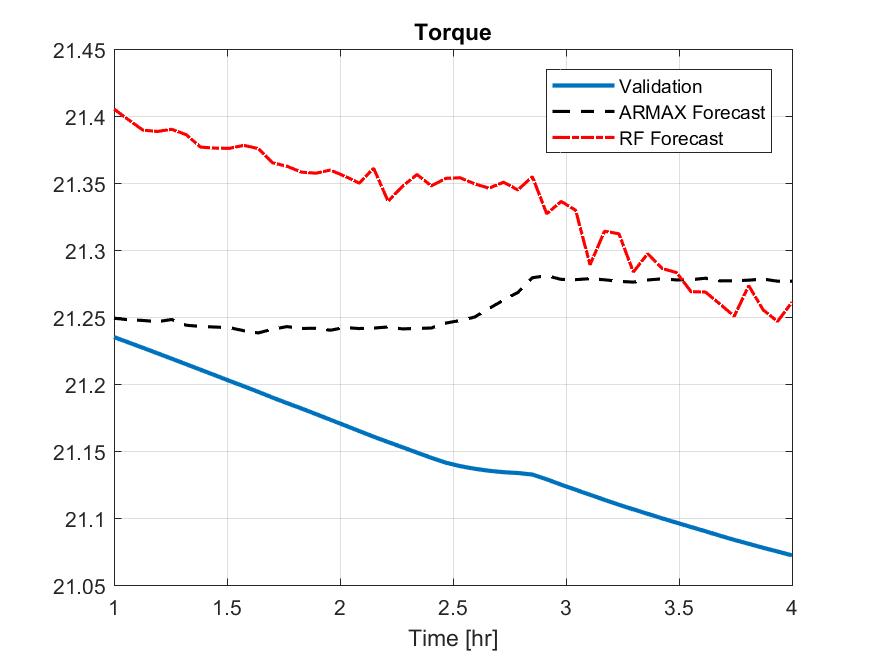 Torque
21.45
21.4
21.35
21.3
21.25
21.2
21.15
21.1
21.05
Validation
ARMAX Forecast
RF Forecast
1 1.5 2 2.5 3 3.5 4
Time [hr]